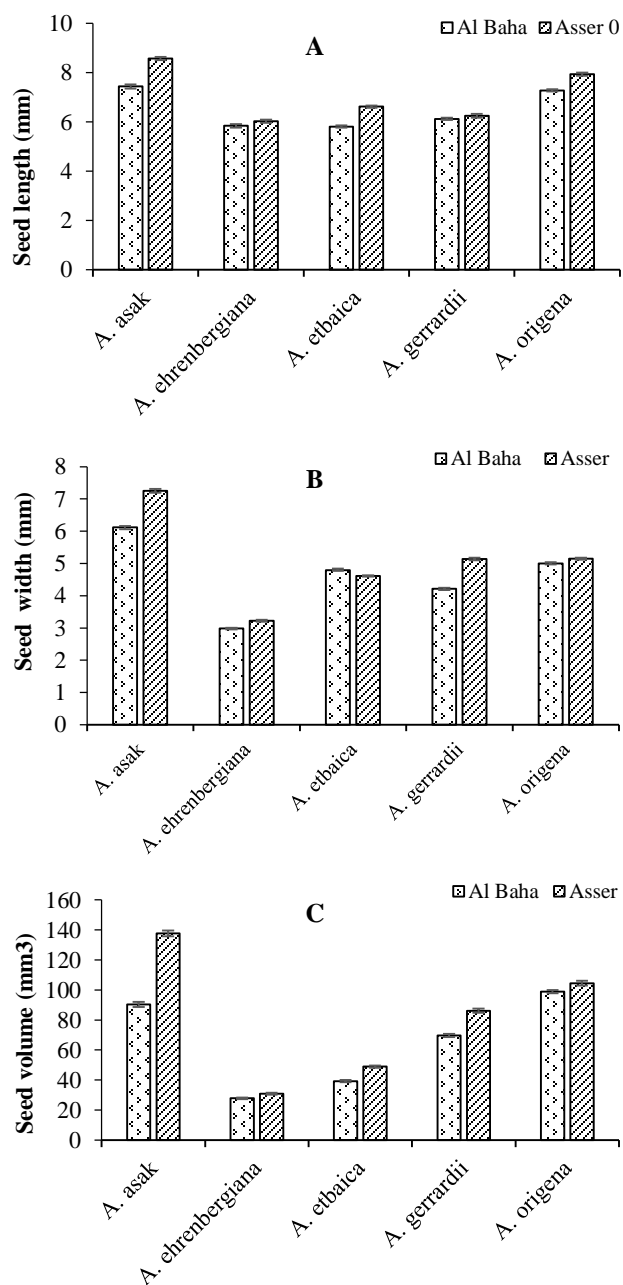 Al Baha Asser 0
A
Seed length (mm)
10
8
6
4
2
0
A. asak
A. ehrenbergiana
A. etbaica
A. gerrardii
A. origena
Al Baha Asser
B
Seed width (mm)
8
7
6
5
4
3
2
1
0
A. asak
A. ehrenbergiana
A. etbaica
A. gerrardii
A. origena
Al Baha Asser
C
Seed volume (mm3)
160
140
120
100
80
60
40
20
0
A. asak
A. ehrenbergiana
A. etbaica
A. gerrardii
A. origena